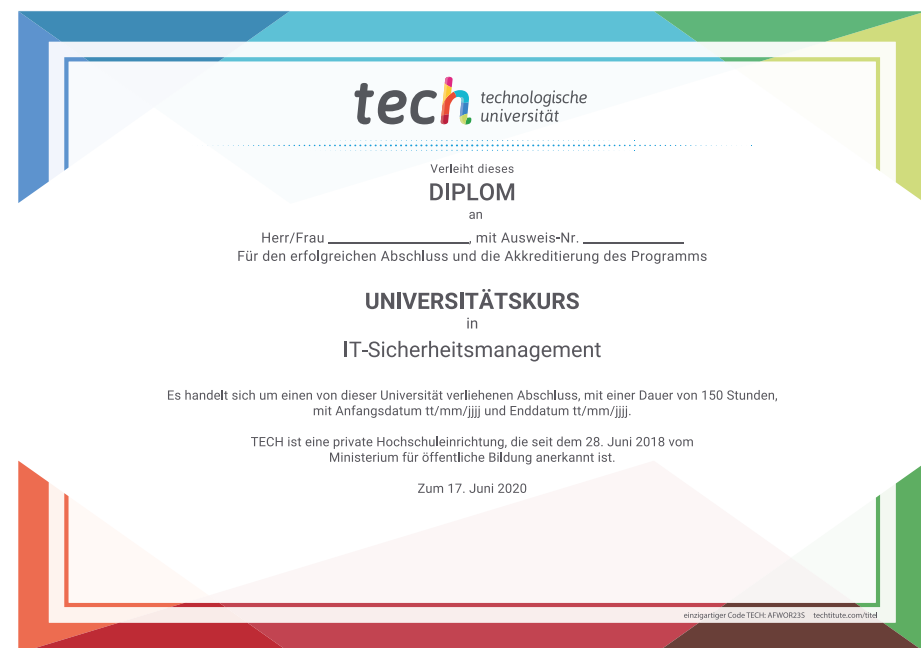 tech technologische
universität
Verleiht dieses
DIPLOM
an
Herr/Frau ____________________, mit Ausweis-Nr. ______________
Für den erfolgreichen Abschluss und die Akkreditierung des Programms
UNIVERSITÄTSKURS
in
IT-Sicherheitsmanagement
Es handelt sich um einen von dieser Universität verliehenen Abschluss, mit einer Dauer von 150 Stunden,
mit Anfangsdatum tt/mm/jjjj und Enddatum tt/mm/jjjj.
TECH ist eine private Hochschuleinrichtung, die seit dem 28. Juni 2018 vom
Ministerium für öffentliche Bildung anerkannt ist.
Zum 17. Juni 2020
einzigartiger Code TECH: AFWOR23S techtitute.com/titel